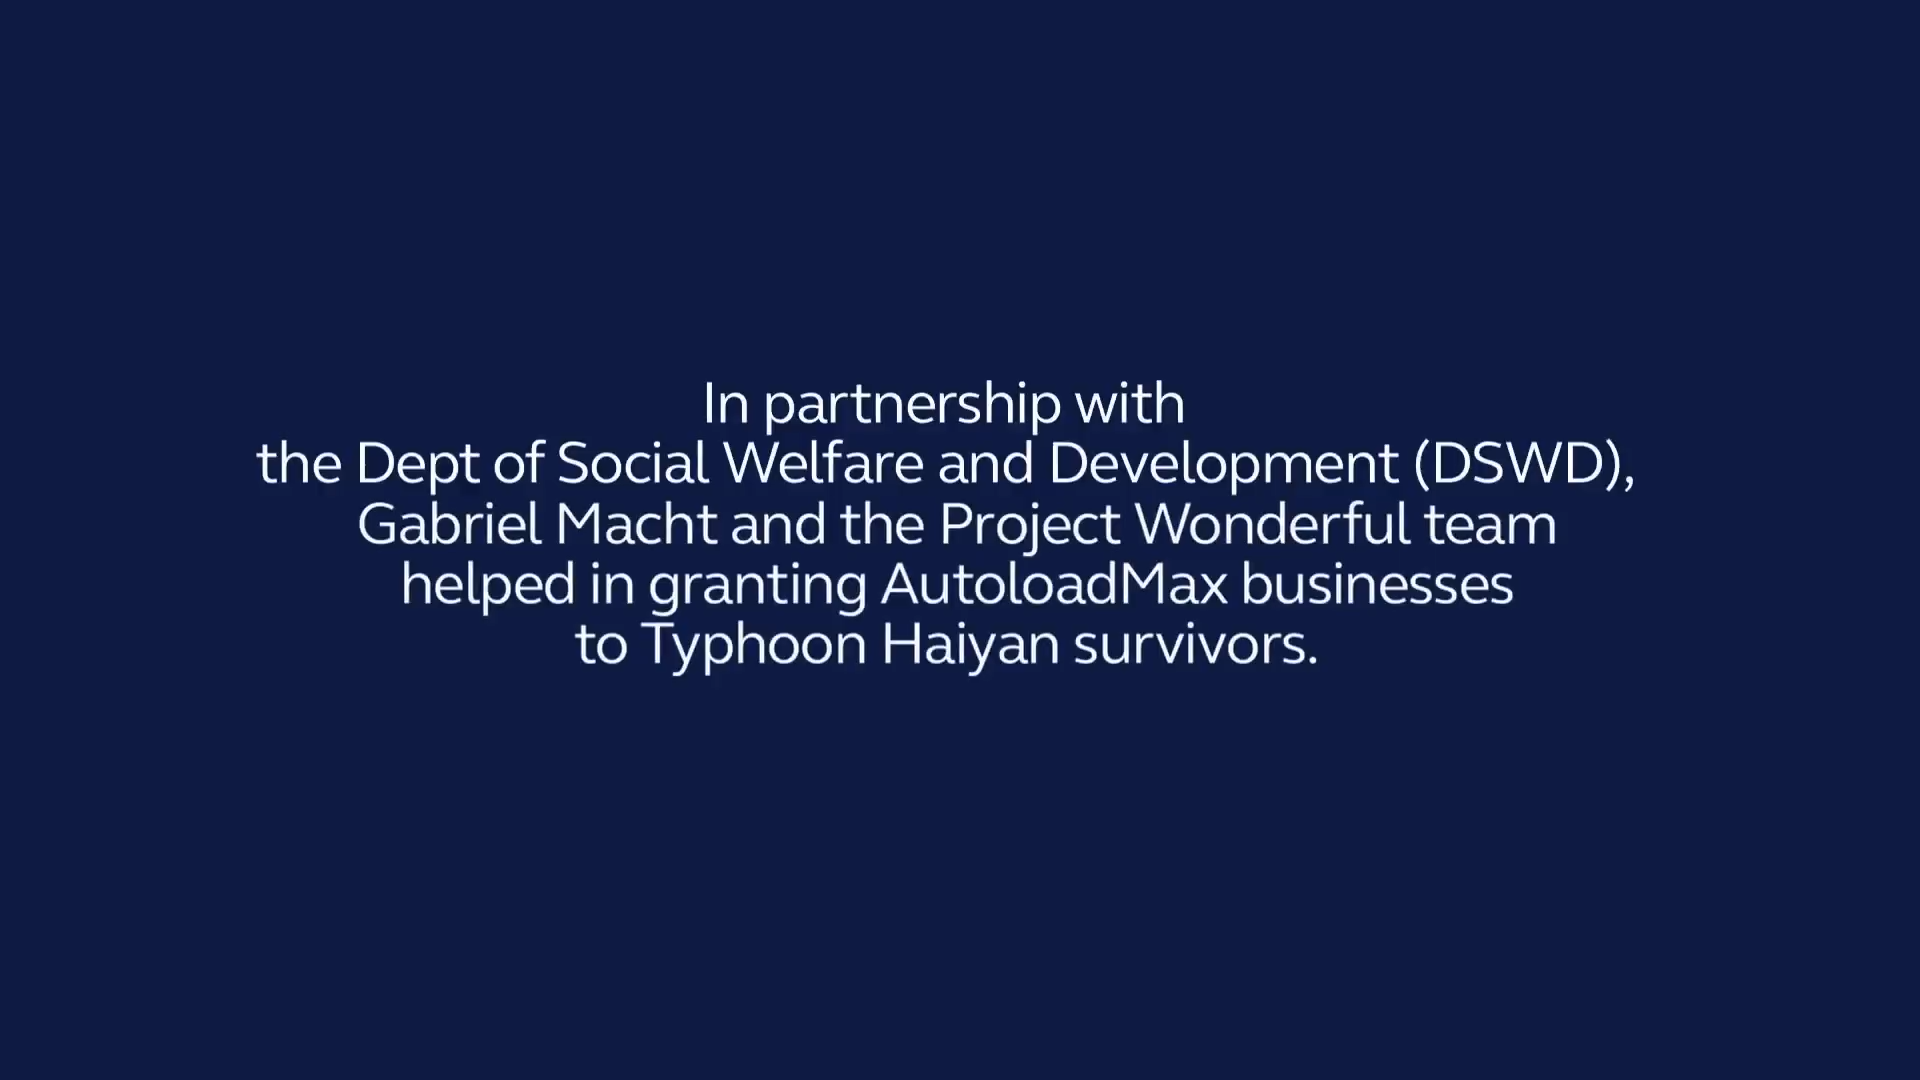 In partnership with
the Dept of Social Welfare and Development (DSWD),
Gabriel Macht and the Project Wonderful team
helped in granting AutoloadMax businesses
to Typhoon Haiyan survivors.